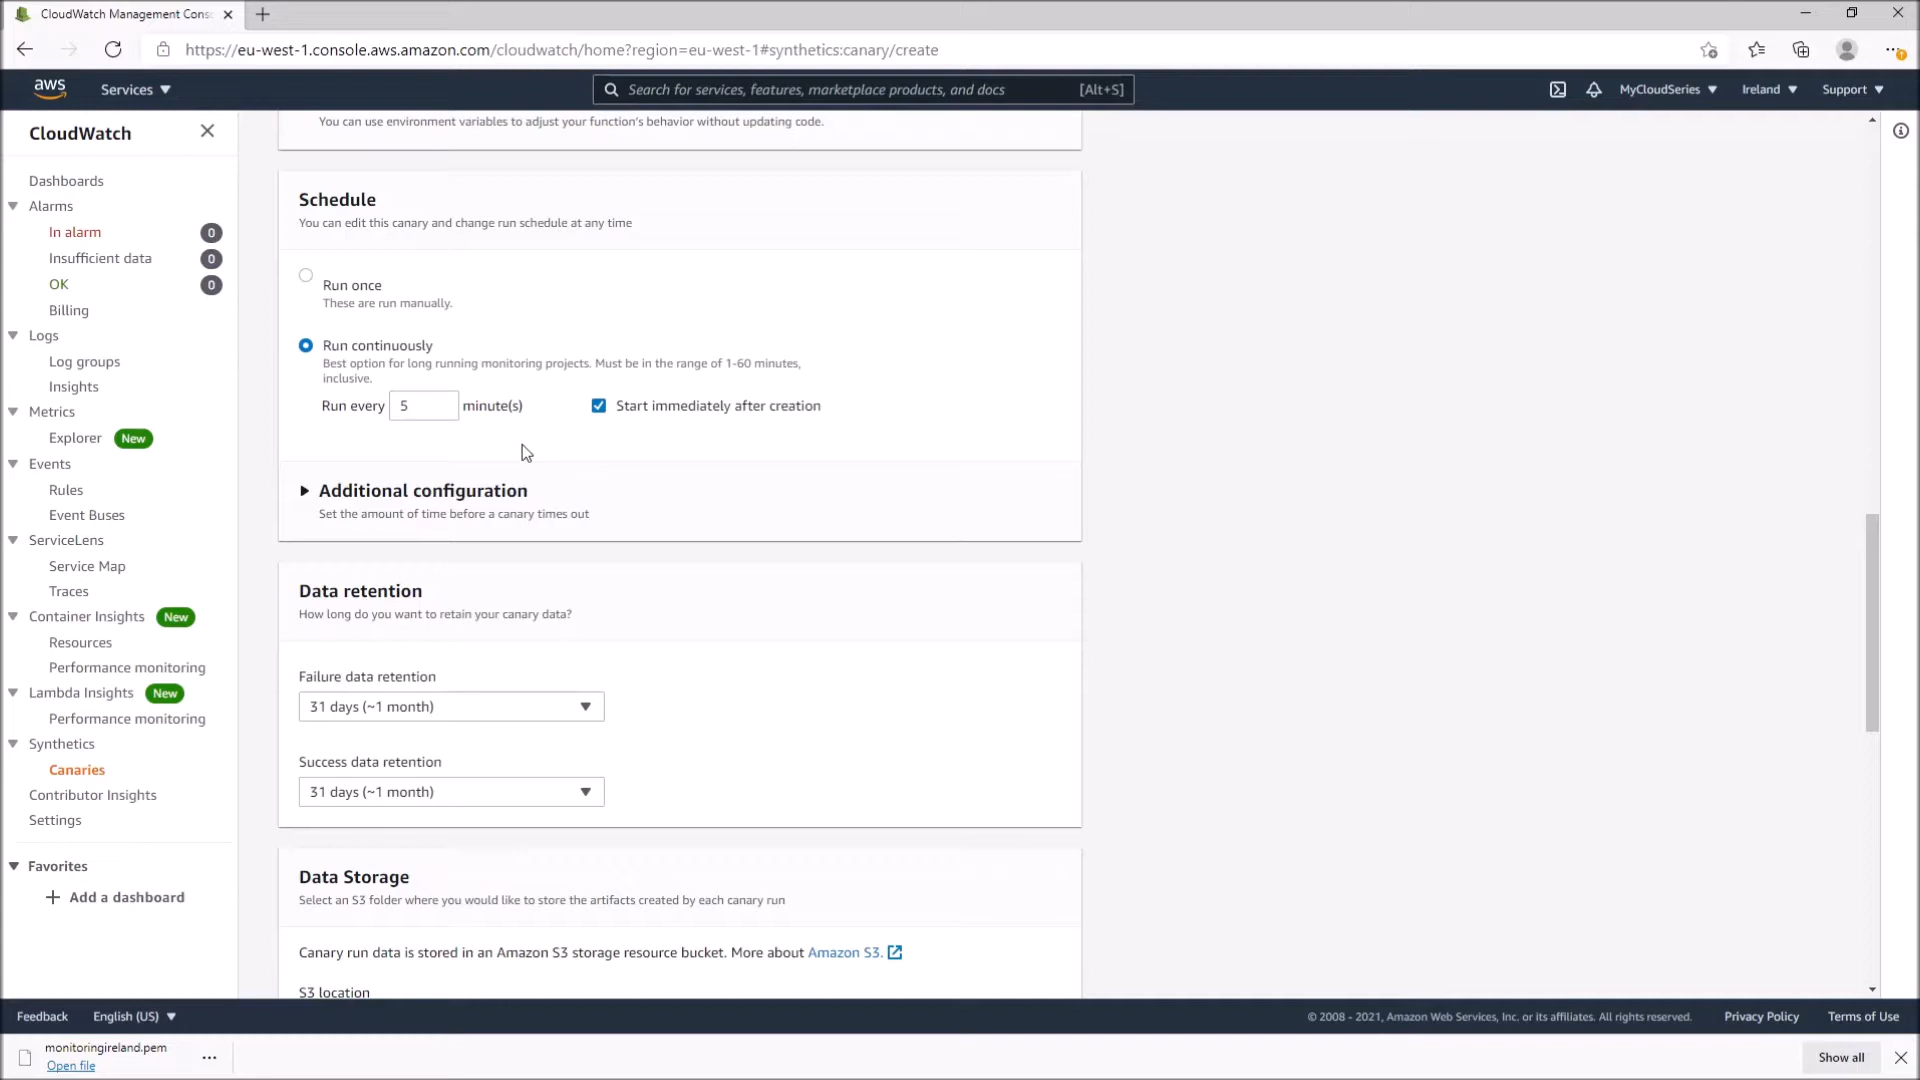 CloudWatch Management Cons
https://eu-west-1.console.aws.amazon.com/cloudwatch/home?region=eu-west-1#synthetics:canary/create
aws
Services
Search for services, features, marketplace products, and docs
[Alt+S]
MyCloudSeries
Ireland
Support
CloudWatch
Dashboards
Alarms
In alarm 0
Insufficient data 0
OK 0
Billing
Logs
Log groups
Insights
Metrics
Explorer New
Events
Rules
Event Buses
ServiceLens
Service Map
Traces
Container Insights New
Resources
Performance monitoring
Lambda Insights New
Performance monitoring
Synthetics
Canaries
Contributor Insights
Settings
Favorites
Add a dashboard
You can use environment variables to adjust your function's behavior without updating code.
Schedule
You can edit this canary and change run schedule at any time
Run once
These are run manually.
Run continuously
Best option for long running monitoring projects. Must be in the range of 1-60 minutes,
inclusive.
Run every 5 minute(s) Start immediately after creation
Additional configuration
Set the amount of time before a canary times out
Data retention
How long do you want to retain your canary data?
Failure data retention
31 days (~1 month)
Success data retention
31 days (~1 month)
Data Storage
Select an S3 folder where you would like to store the artifacts created by each canary run
Canary run data is stored in an Amazon S3 storage resource bucket. More about Amazon S3.
S3 location
Feedback
English (US)
© 2008 - 2021, Amazon Web Services, Inc. or its affiliates. All rights reserved.
Privacy Policy
Terms of Use
monitoringireland.pem
Open file
Show all